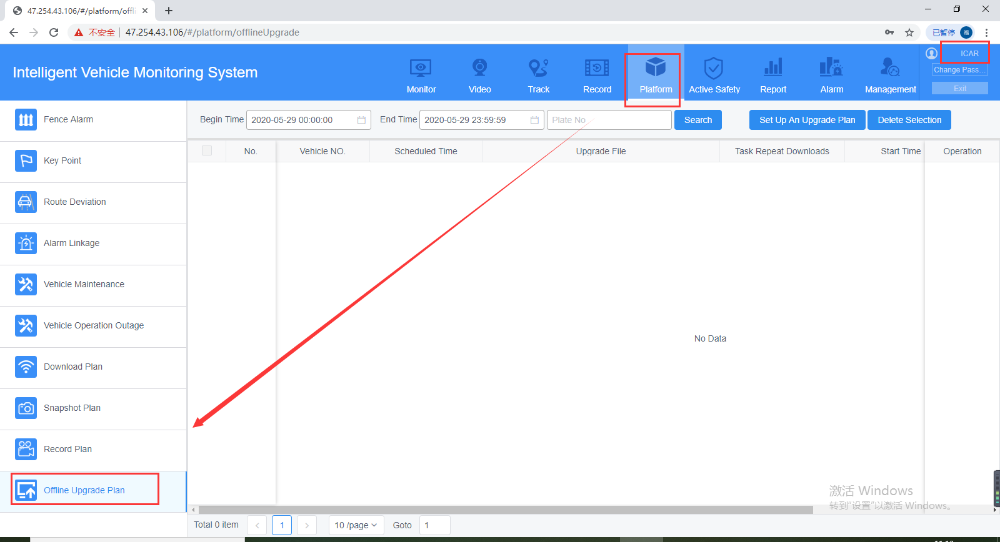 47.254.43.106/#/platform/offli
不安全
47.254.43.106/#/platform/offlineUpgrade
已暂停
福
Intelligent Vehicle Monitoring System
Monitor
Video
Track
Record
Platform
Active Safety
Report
Alarm
Management
ICAR
Change Pass...
Exit
Fence Alarm
Key Point
Route Deviation
Alarm Linkage
Vehicle Maintenance
Vehicle Operation Outage
Download Plan
Snapshot Plan
Record Plan
Offline Upgrade Plan
Begin Time
2020-05-29 00:00:00
End Time
2020-05-29 23:59:59
Plate No
Search
Set Up An Upgrade Plan
Delete Selection
No.
Vehicle NO.
Scheduled Time
Upgrade File
Task Repeat Downloads
Start Time
Operation
No Data
激活 Windows
转到"设置"以激活 Windows。
Total 0 item
1
10 /page
Goto
1